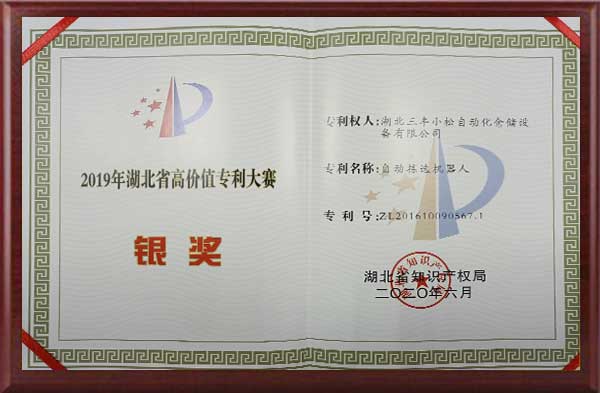 2019年湖北省高价值专利大赛
银奖
专利权人:湖北三丰小松自动化仓储设
备有限公司
专利名称:自动拣选机器人
专利号:ZL201610090567.1
湖北省知识产权局
二〇二〇年六月